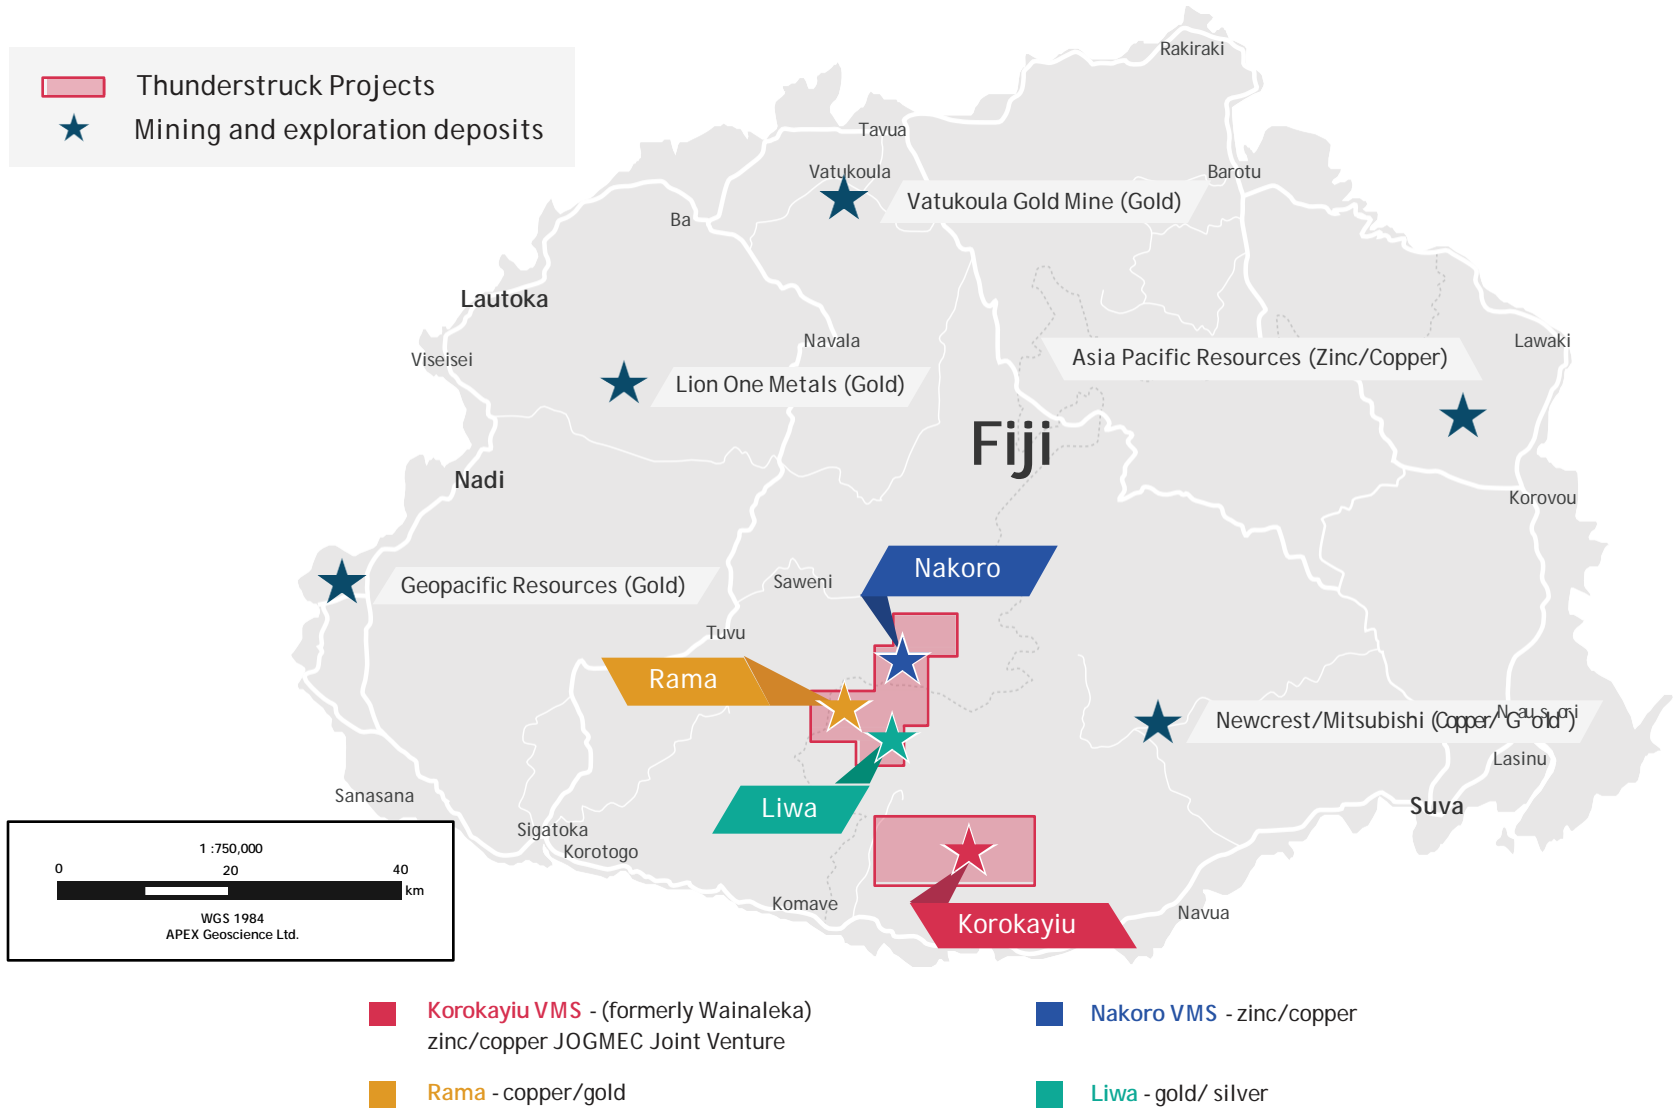 Thunderstruck Projects
Mining and exploration deposits
Rakiraki
Tavua
Vatukoula
Barotu
Vatukoula Gold Mine (Gold)
Ba
Lautoka
Navala
Lawaki
Viseisei
Asia Pacific Resources (Zinc/Copper)
Lion One Metals (Gold)
Fiji
Nadi
Korovou
Nakoro
Saweni
Geopacific Resources (Gold)
Tuvu
Rama
Newcrest/Mitsubishi (Copper/Gold)
Nausori
Lasinu
Sanasana
Liwa
Suva
Sigatoka
Korotogo
Komave
Navua
Korokayiu
1 :750,000
0 20 40
km
WGS 1984
APEX Geoscience Ltd.
Korokayiu VMS - (formerly Wainaleka)
zinc/copper JOGMEC Joint Venture
Nakoro VMS - zinc/copper
Rama - copper/gold
Liwa - gold/ silver